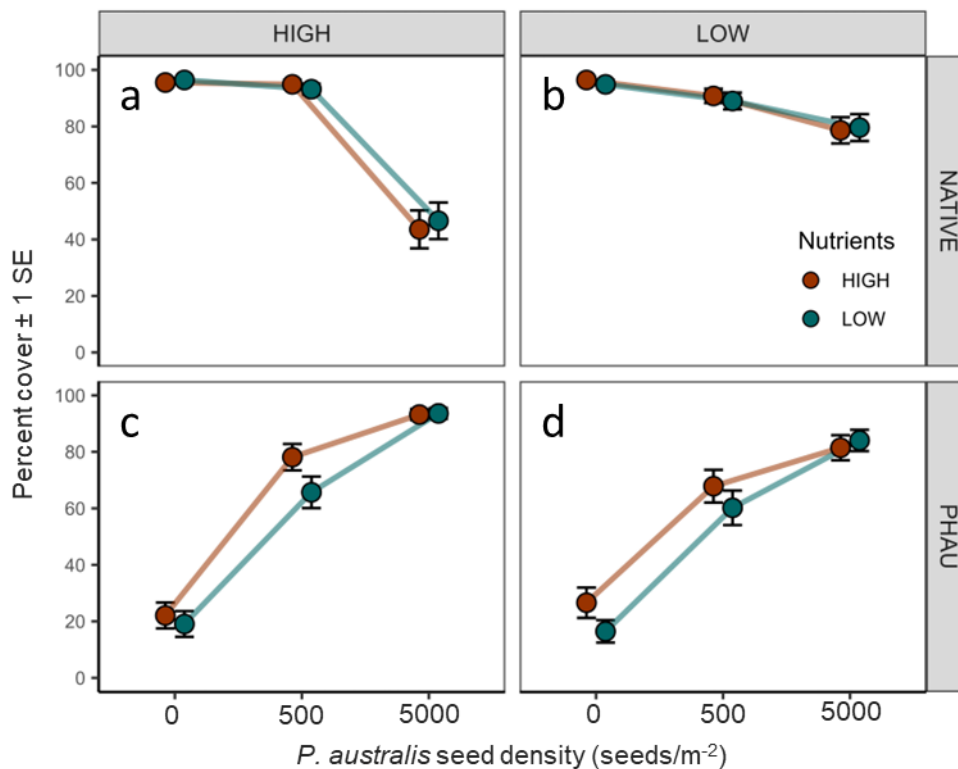 HIGH
LOW
100
80
60
40
20
0
a
b
Nutrients
HIGH
LOW
NATIVE
100
80
60
40
20
0
c
d
PHAU
Percent cover ± 1 SE
0
500
5000
0
500
5000
P. australis seed density (seeds/m⁻²)